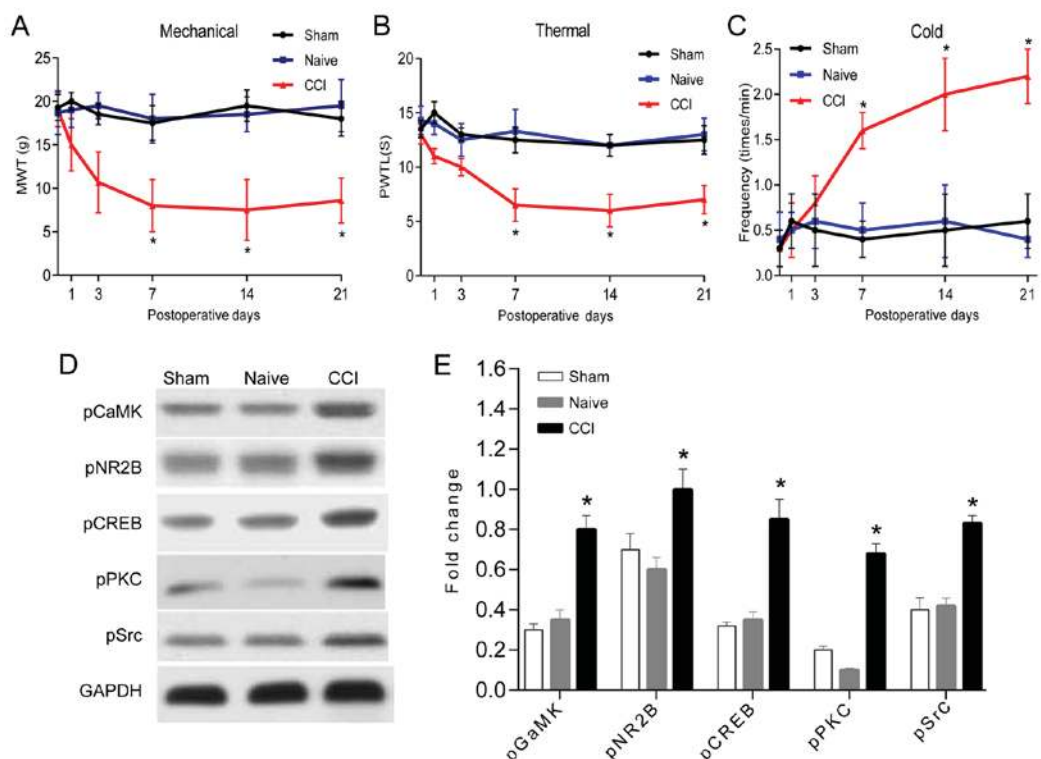 A
Mechanical
Sham
Naive
CCI
MWT (g)
25
20
15
10
5
0
1 3 7 14 21
* * *
Postoperative days
B
Thermal
Sham
Naive
CCI
PWTL(S)
20
15
10
5
0
1 3 7 14 21
* * *
Postoperative days
C
Cold
Sham
Naive
CCI
Frequency (times/min)
2.5
2.0
1.5
1.0
0.5
0.0
1 3 7 14 21
* * *
Postoperative days
D
Sham Naive CCI
pCaMK
pNR2B
pCREB
pPKC
pSrc
GAPDH
E
Sham
Naive
CCI
Fold change
1.6
1.4
1.2
1.0
0.8
0.6
0.4
0.2
0.0
* * * * *
pGaMK
pNR2B
pCREB
pPKC
pSrC